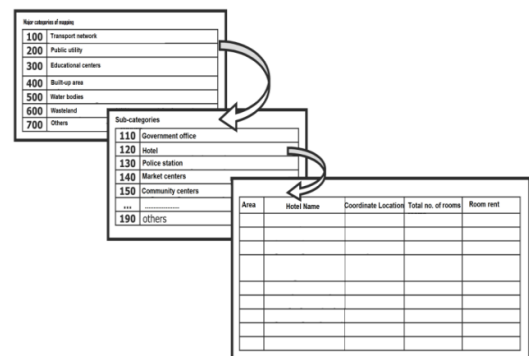 Major categories of mapping
100 Transport network
200 Public utility
300 Educational centers
400 Built-up area
500 Water bodies
600 Wasteland
700 Others
Sub-categories
110 Government office
120 Hotel
130 Police station
140 Market centers
150 Community centers
... ..................
190 others
Area Hotel Name Coordinate Location Total no. of rooms Room rent